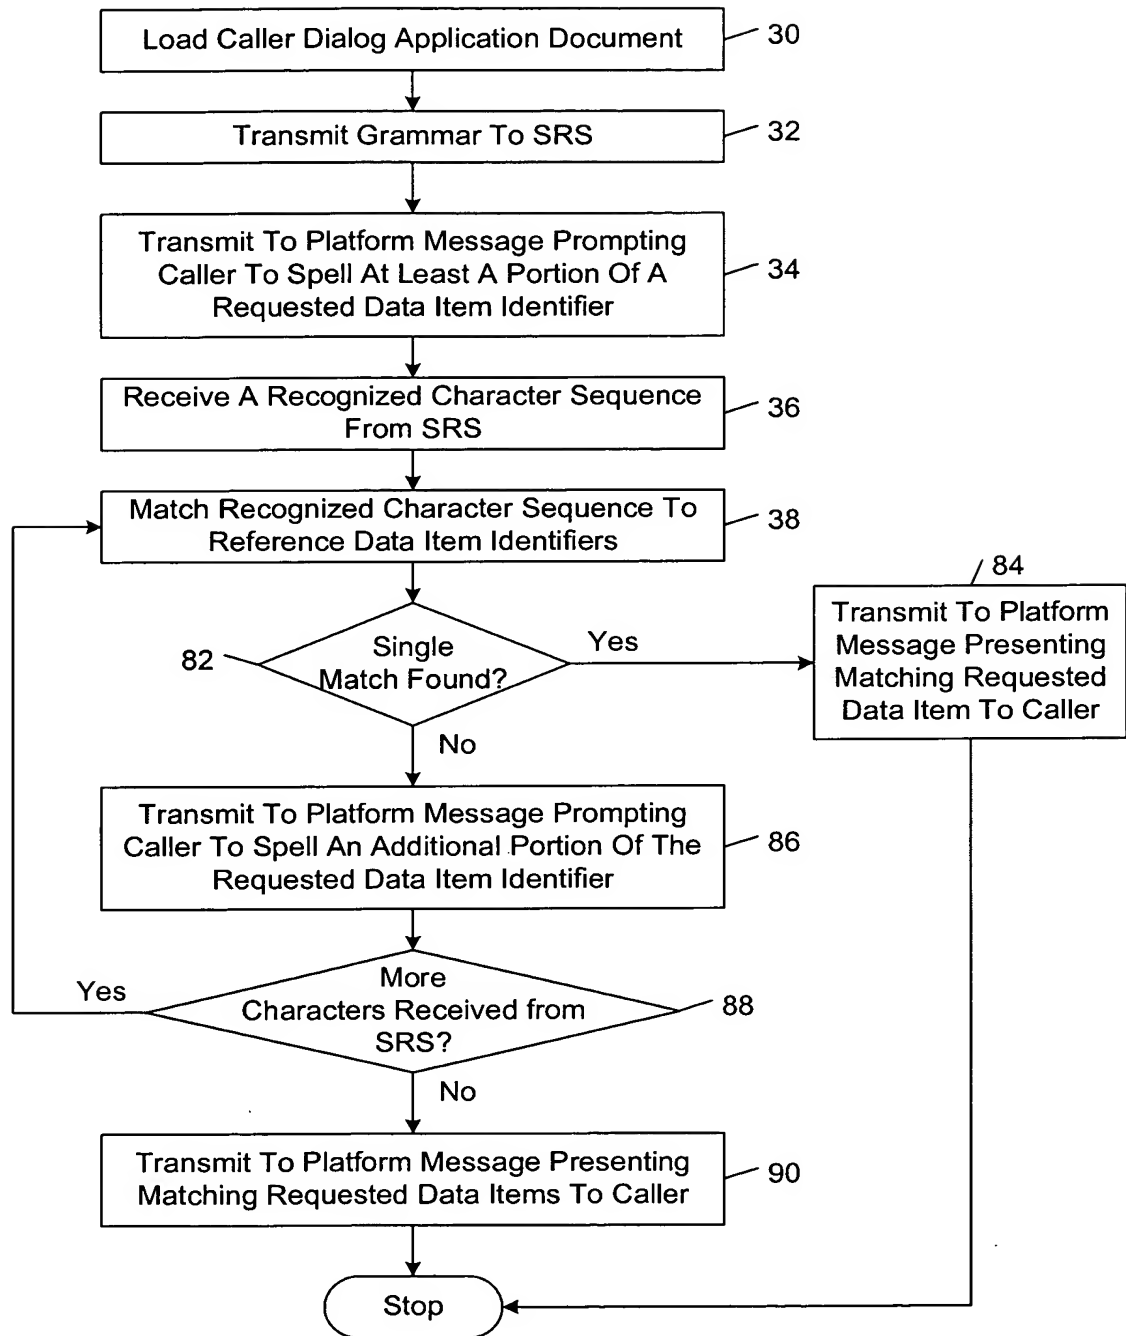 Load Caller Dialog Application Document
30
Transmit Grammar To SRS
32
Transmit To Platform Message Prompting
Caller To Spell At Least A Portion Of A
Requested Data Item Identifier
34
Receive A Recognized Character Sequence
From SRS
36
Match Recognized Character Sequence To
Reference Data Item Identifiers
38
84
Transmit To Platform
Message Presenting
Matching Requested
Data Item To Caller
82
Single
Match Found?
Yes
No
Transmit To Platform Message Prompting
Caller To Spell An Additional Portion Of The
Requested Data Item Identifier
86
Yes
More
Characters Received from
SRS?
88
No
Transmit To Platform Message Presenting
Matching Requested Data Items To Caller
90
Stop